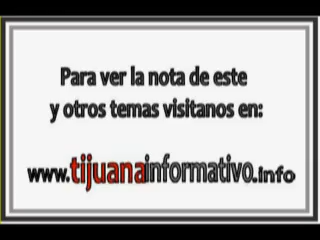 Para ver la nota de este
y otros temas visitanos en:
www.tijuanainformativo.info